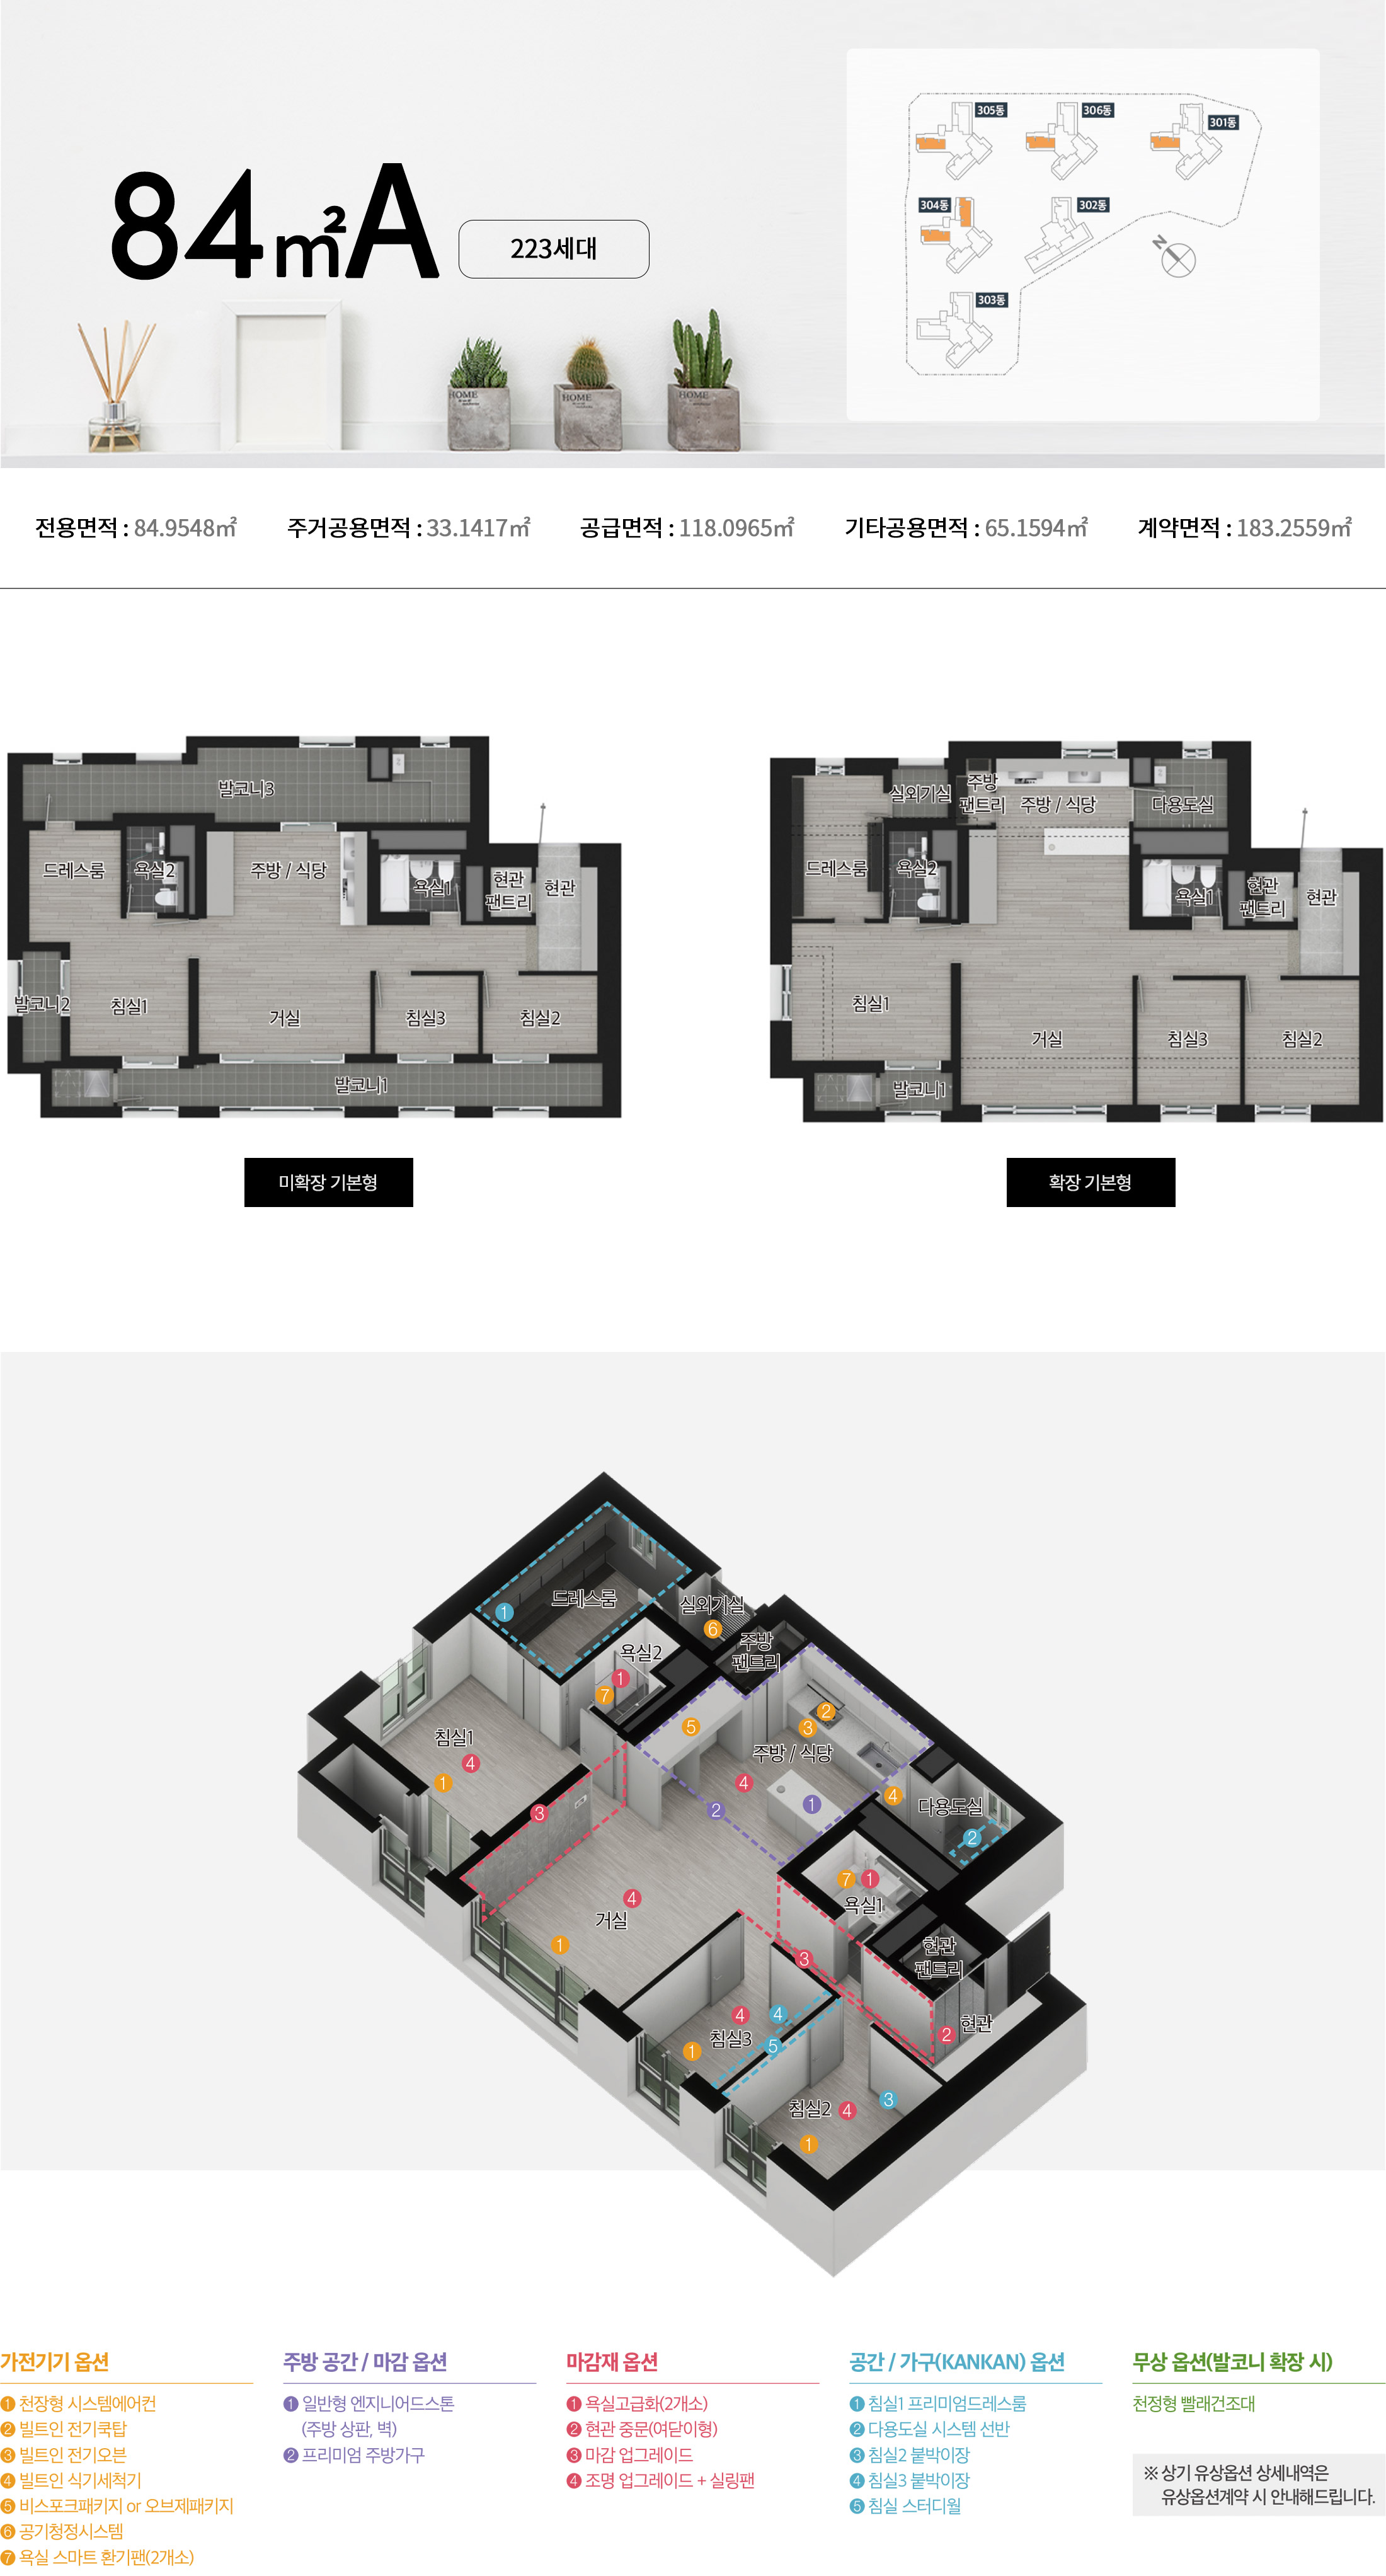 84㎡A
223세대
305동
306동
301동
304동
302동
303동
N
HOME
HOME
HOME
전용면적 : 84.9548㎡
주거공용면적 : 33.1417㎡
공급면적 : 118.0965㎡
기타공용면적 : 65.1594㎡
계약면적 : 183.2559㎡
발코니3
드레스룸
욕실2
주방 / 식당
욕실1
현관
팬트리
현관
발코니2
침실1
거실
침실3
침실2
발코니1
미확장 기본형
실외기실
주방
팬트리
주방 / 식당
다용도실
드레스룸
욕실2
욕실1
현관
팬트리
현관
침실1
거실
침실3
침실2
발코니1
확장 기본형
드레스룸
1
실외기실
6
주방
팬트리
욕실2
1
7
5
2
3
주방 / 식당
침실1
4
1
4
2
1
4
다용도실
2
3
7
1
욕실1
4
거실
1
현관
팬트리
3
4
4
침실3
5
1
2
현관
3
침실2
4
1
가전기기 옵션
1 천장형 시스템에어컨
2 빌트인 전기쿡탑
3 빌트인 전기오븐
4 빌트인 식기세척기
5 비스포크패키지 or 오브제패키지
6 공기청정시스템
7 욕실 스마트 환기팬(2개소)
주방 공간 / 마감 옵션
1 일반형 엔지니어드스톤
(주방 상판, 벽)
2 프리미엄 주방가구
마감재 옵션
1 욕실고급화(2개소)
2 현관 중문(여닫이형)
3 마감 업그레이드
4 조명 업그레이드 + 실링팬
공간 / 가구(KANKAN) 옵션
1 침실1 프리미엄드레스룸
2 다용도실 시스템 선반
3 침실2 붙박이장
4 침실3 붙박이장
5 침실 스터디월
무상 옵션(발코니 확장 시)
천정형 빨래건조대
※ 상기 유상옵션 상세내역은
유상옵션계약 시 안내해드립니다.